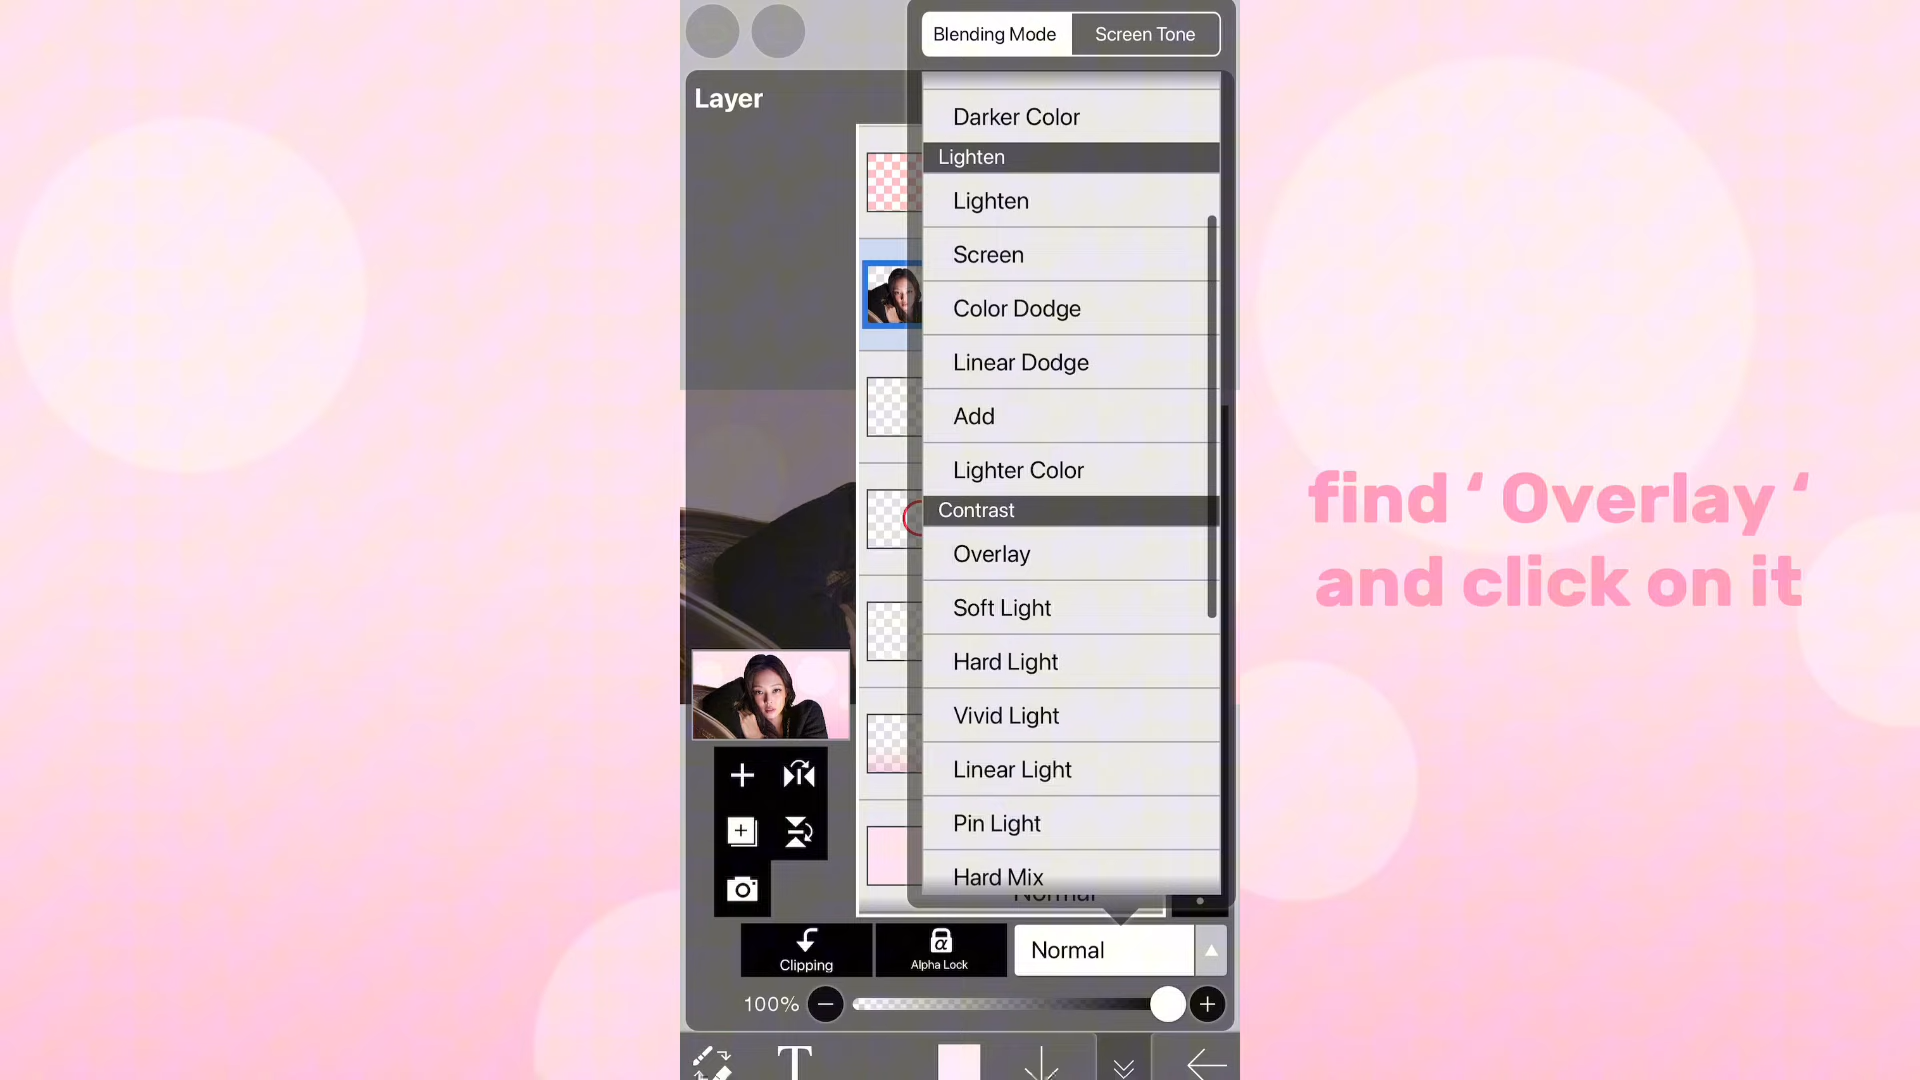 Blending Mode
Screen Tone
Layer
Darker Color
Lighten
Lighten
Screen
Color Dodge
Linear Dodge
Add
Lighter Color
Contrast
Overlay
Soft Light
Hard Light
Vivid Light
Linear Light
Pin Light
Hard Mix
Normal
Clipping
α
Alpha Lock
Normal
100%
T
find ‘ Overlay ‘
and click on it